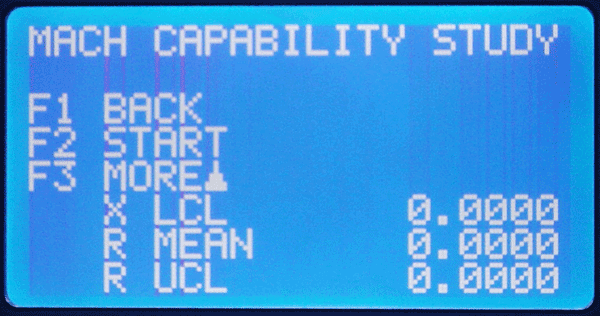 MACH CAPABILITY STUDY
F1 BACK
F2 START
F3 MORE▲
X LCL 0.0000
R MEAN 0.0000
R UCL 0.0000